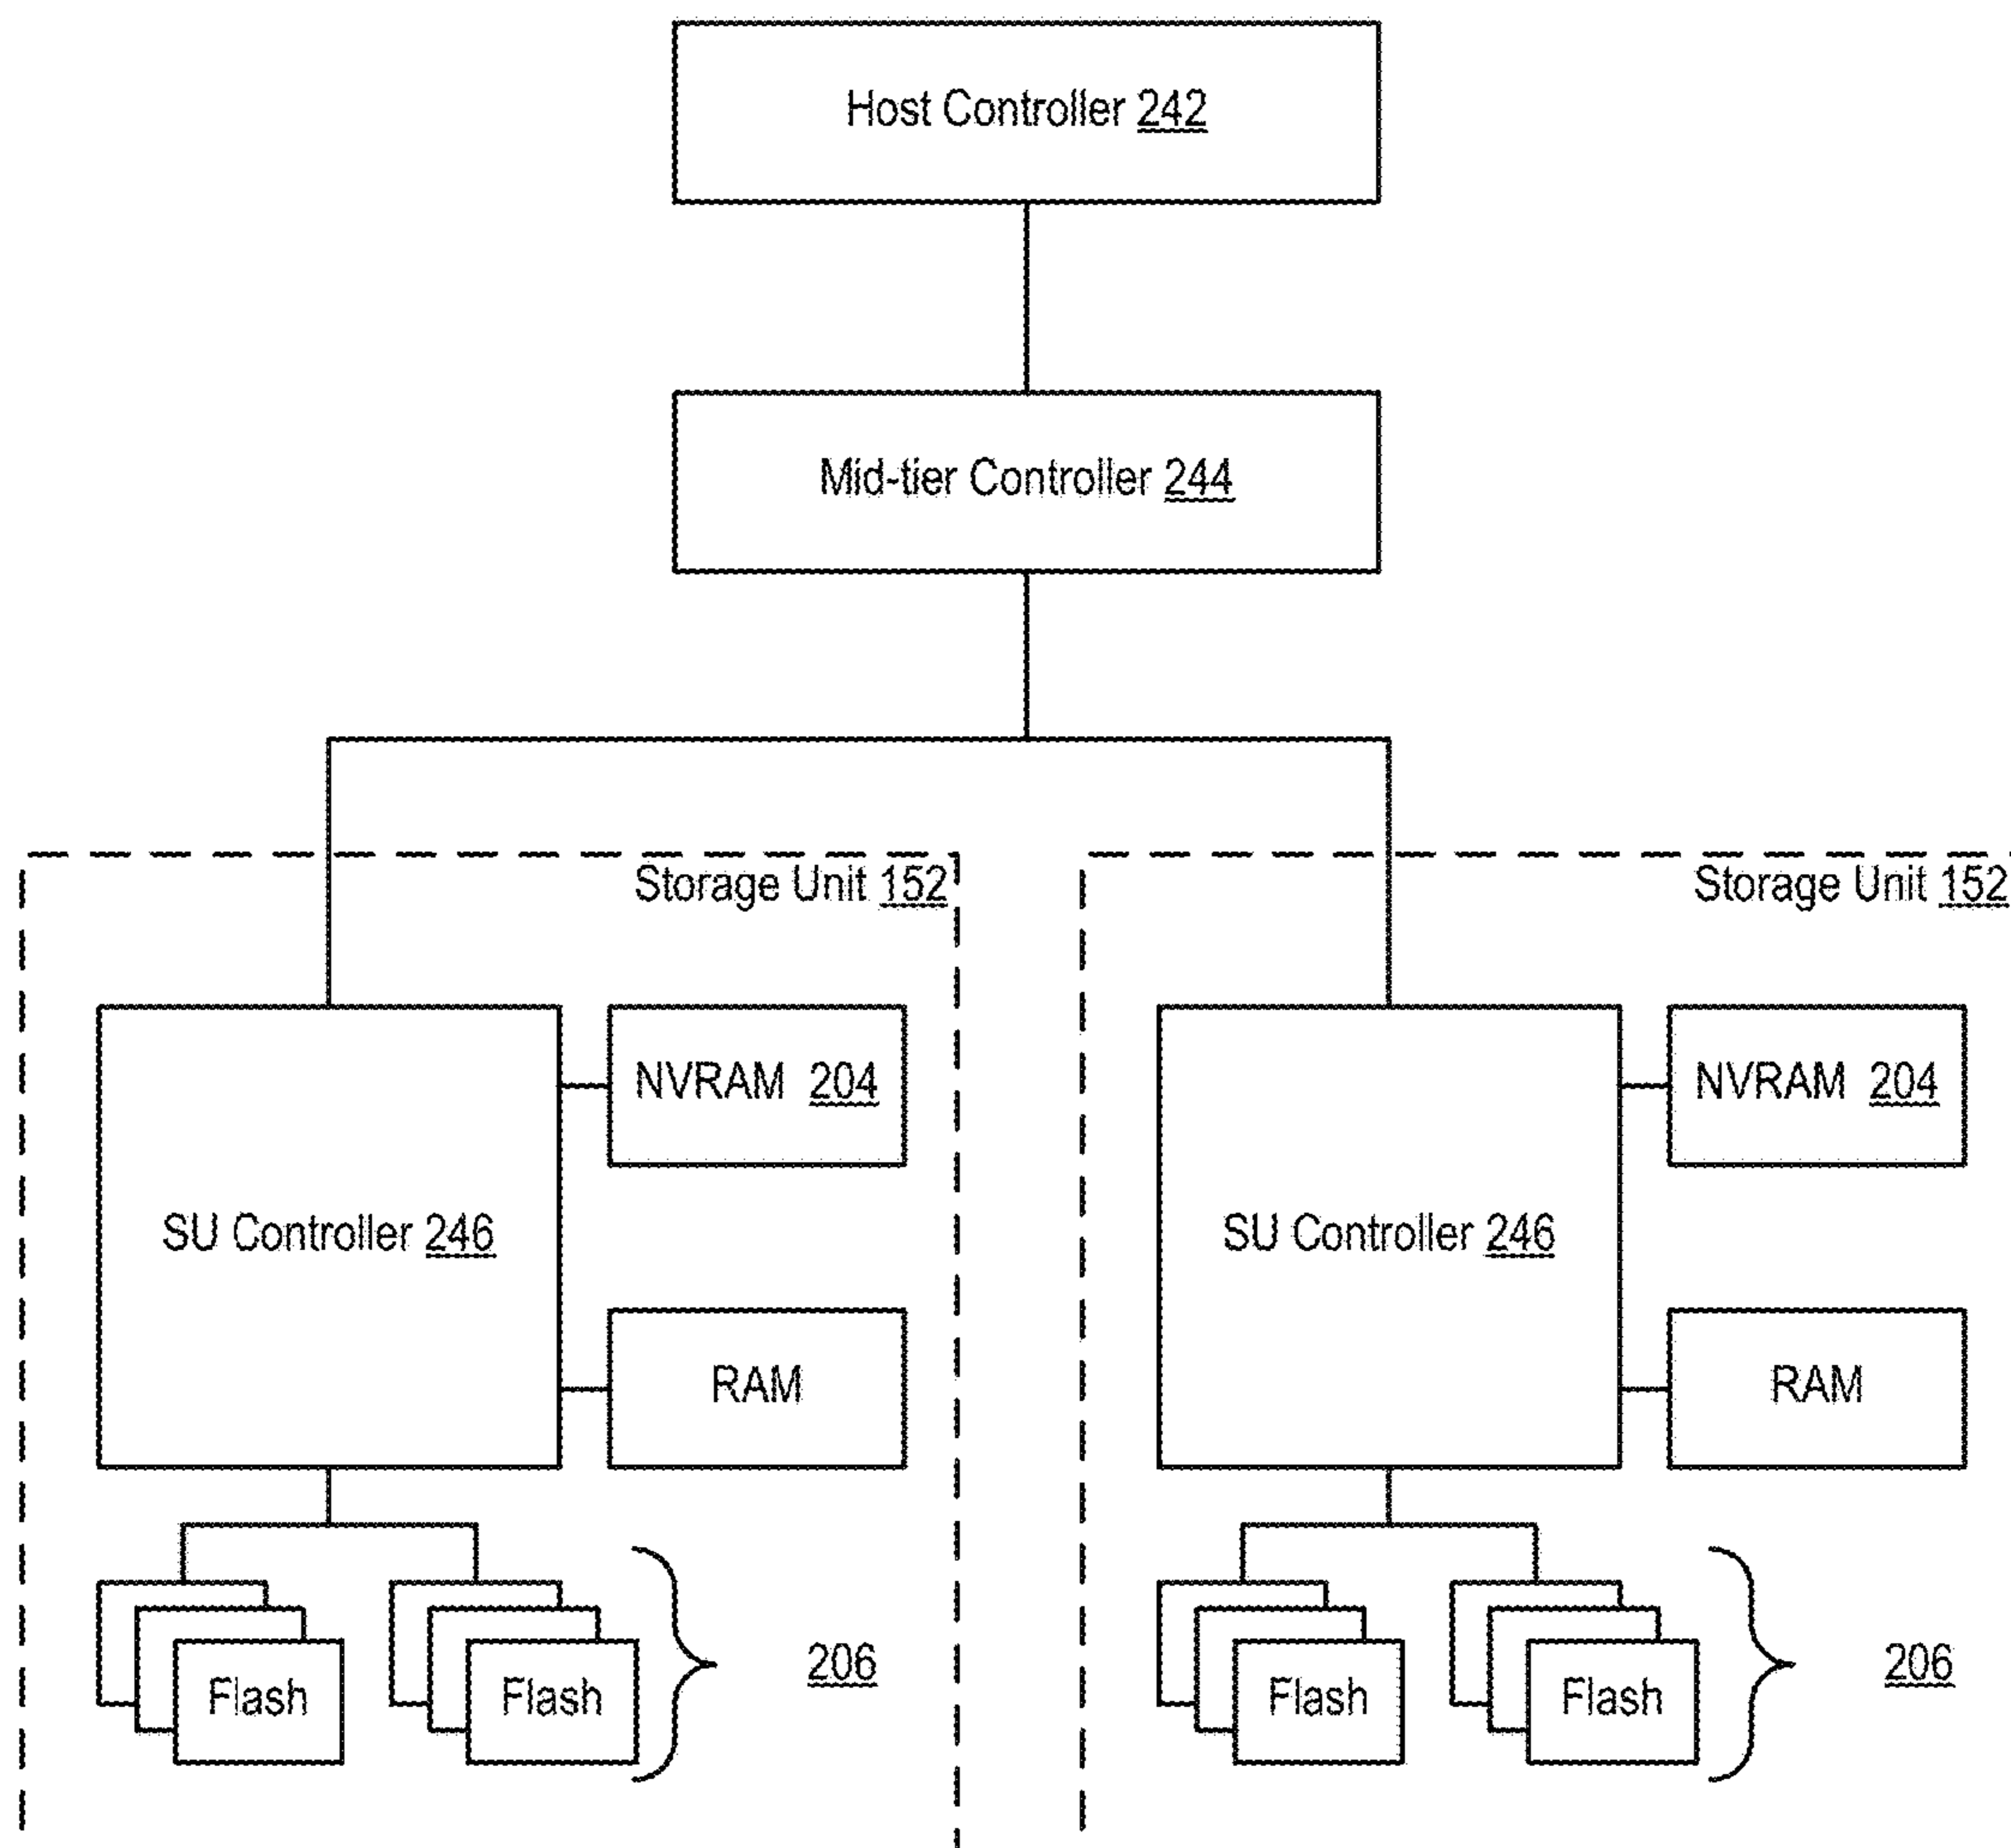 Host Controller 242
Mid-tier Controller 244
Storage Unit 152
Storage Unit 152
NVRAM 204
NVRAM 204
SU Controller 246
SU Controller 246
RAM
RAM
Flash
Flash
206
Flash
Flash
206